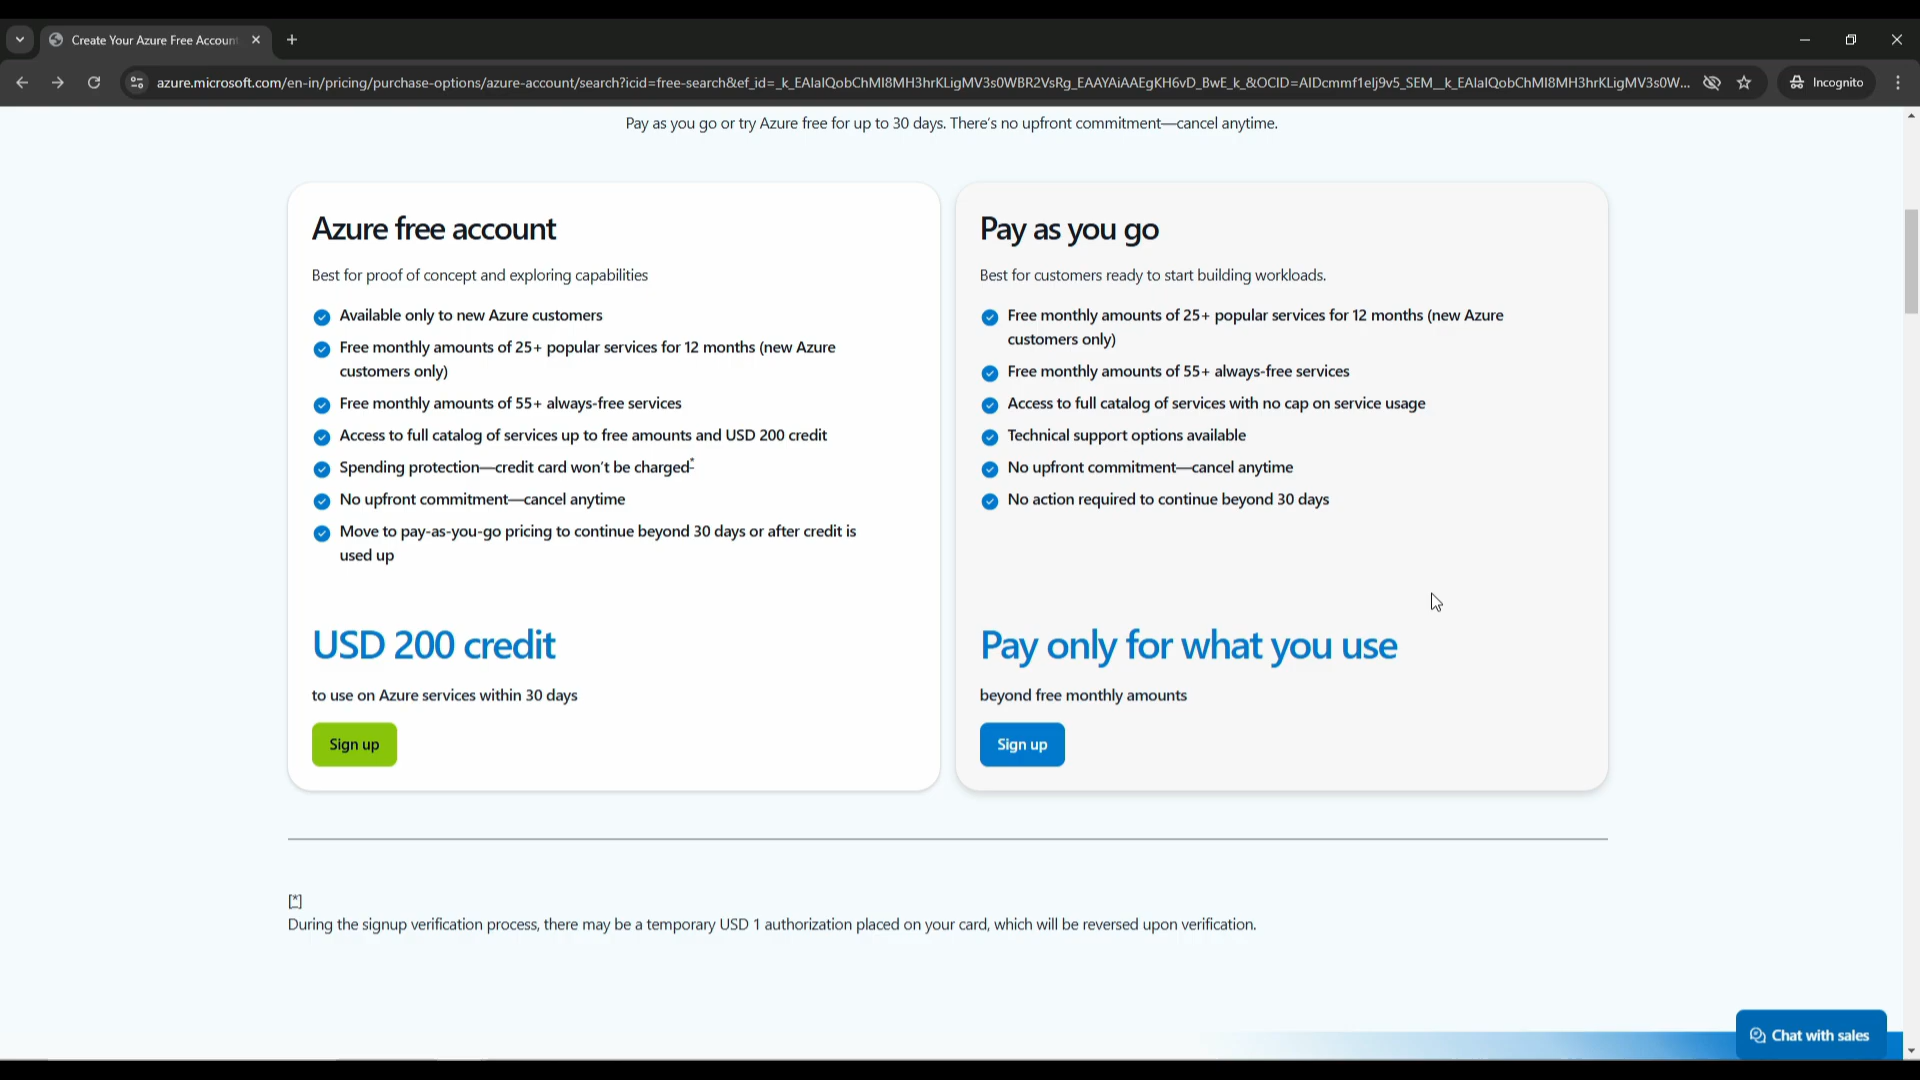 Create Your Azure Free Accoun
azure.microsoft.com/en-in/pricing/purchase-options/azure-account/search?icid=free-search&ef_id=_k_EAIaIQobChMI8MH3hrKLigMV3s0WBR2VsRg_EAAYAiAAEgKH6vD_BwE_k_&OCID=AIDcmmf1elj9v5_SEM__k_EAIaIQobChMI8MH3hrKLigMV3s0W...
Incognito
Pay as you go or try Azure free for up to 30 days. There's no upfront commitment—cancel anytime.
Azure free account
Best for proof of concept and exploring capabilities
Available only to new Azure customers
Free monthly amounts of 25+ popular services for 12 months (new Azure
customers only)
Free monthly amounts of 55+ always-free services
Access to full catalog of services up to free amounts and USD 200 credit
Spending protection—credit card won't be charged*
No upfront commitment—cancel anytime
Move to pay-as-you-go pricing to continue beyond 30 days or after credit is
used up
USD 200 credit
to use on Azure services within 30 days
Sign up
Pay as you go
Best for customers ready to start building workloads.
Free monthly amounts of 25+ popular services for 12 months (new Azure
customers only)
Free monthly amounts of 55+ always-free services
Access to full catalog of services with no cap on service usage
Technical support options available
No upfront commitment—cancel anytime
No action required to continue beyond 30 days
Pay only for what you use
beyond free monthly amounts
Sign up
[*]
During the signup verification process, there may be a temporary USD 1 authorization placed on your card, which will be reversed upon verification.
Chat with sales